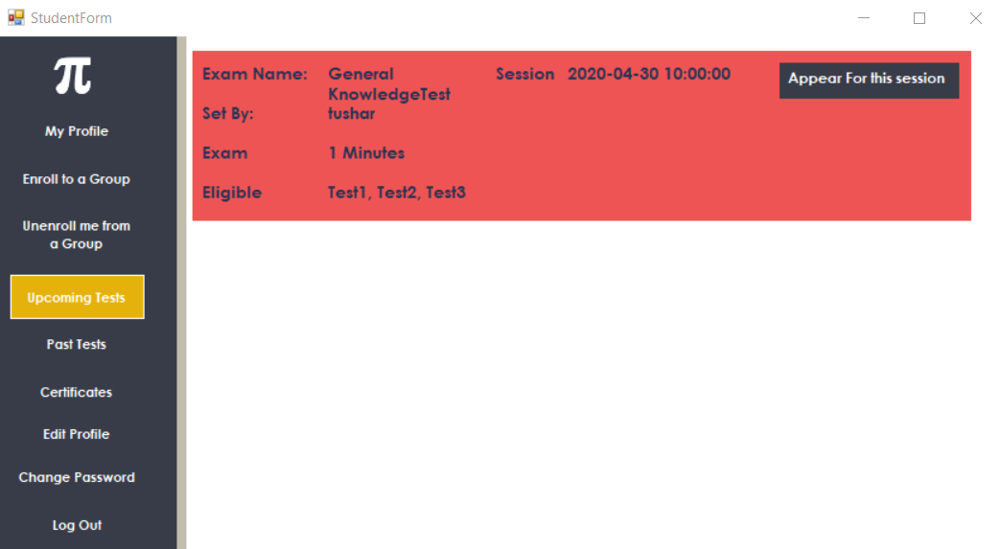 StudentForm
π
My Profile
Enroll to a Group
Unenroll me from
a Group
Upcoming Tests
Past Tests
Certificates
Edit Profile
Change Password
Log Out
Exam Name: General Session 2020-04-30 10:00:00 Appear For this session
KnowledgeTest
Set By: tushar
Exam 1 Minutes
Eligible Test1, Test2, Test3